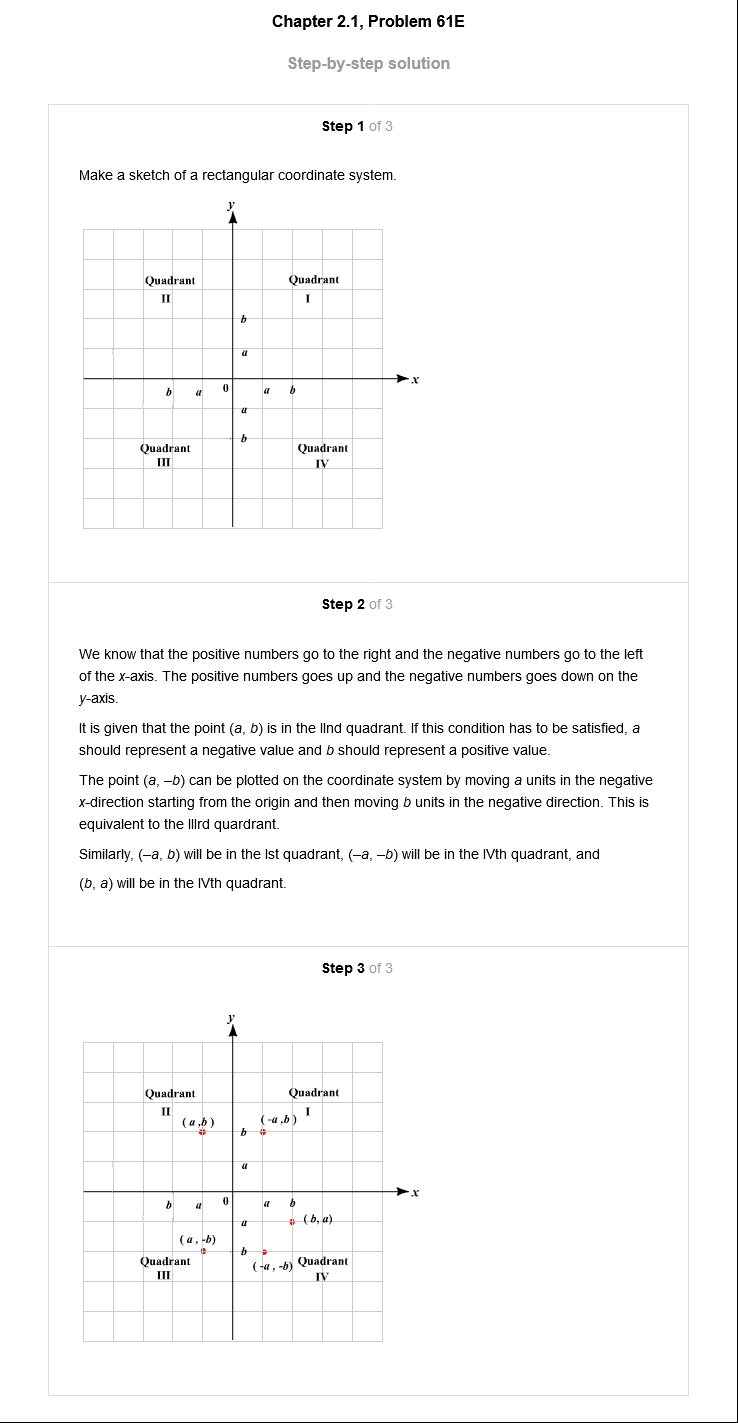 Chapter 2.1, Problem 61E
Step-by-step solution
Step 1 of 3
Make a sketch of a rectangular coordinate system.
y
Quadrant Quadrant
II I
b
a
x
b a 0 a b
a
b
Quadrant Quadrant
III IV
Step 2 of 3
We know that the positive numbers go to the right and the negative numbers go to the left
of the x-axis. The positive numbers goes up and the negative numbers goes down on the
y-axis.
It is given that the point (a, b) is in the IInd quadrant. If this condition has to be satisfied, a
should represent a negative value and b should represent a positive value.
The point (a, –b) can be plotted on the coordinate system by moving a units in the negative
x-direction starting from the origin and then moving b units in the negative direction. This is
equivalent to the IIIrd quardrant.
Similarly, (–a, b) will be in the Ist quadrant, (–a, –b) will be in the IVth quadrant, and
(b, a) will be in the IVth quadrant.
Step 3 of 3
y
Quadrant Quadrant
II I
(a ,b) (-a ,b)
b
a
x
b a 0 a b
a (b, a)
(a , -b)
b
Quadrant (-a , -b) Quadrant
III IV